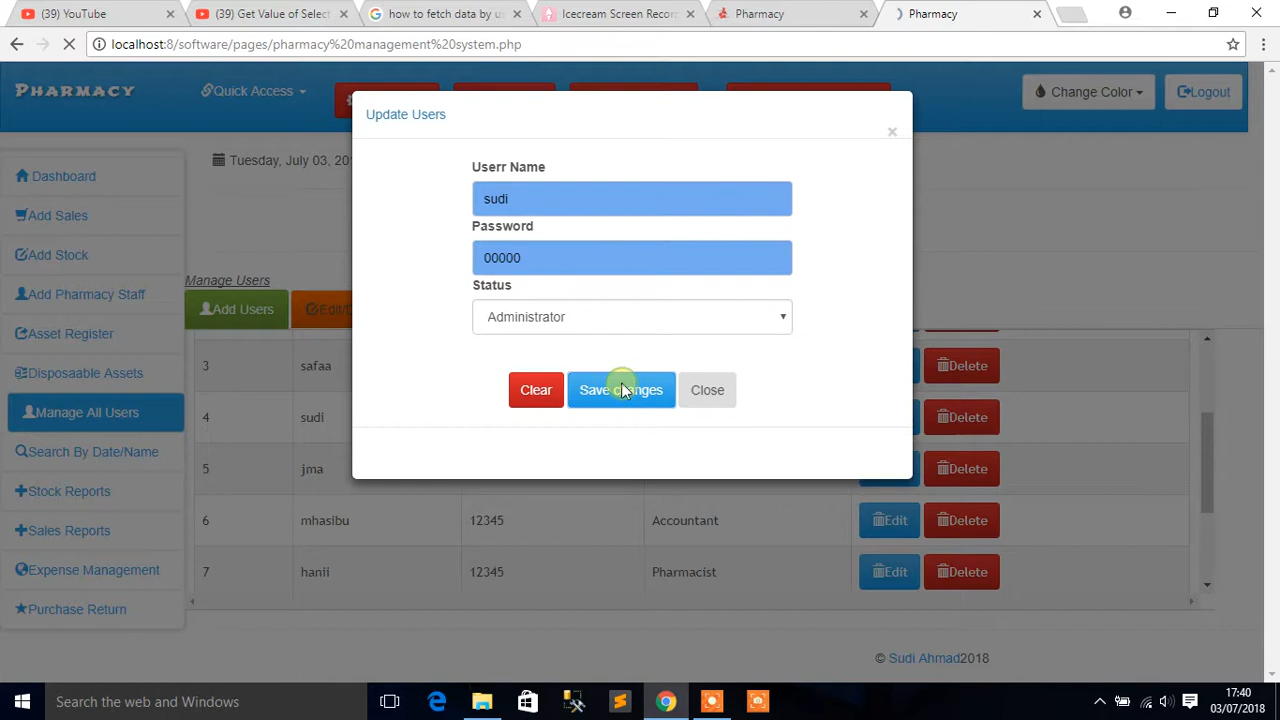 (39) YouTube
(39) Get Value of Select
how to fetch data by us
Icecream Screen Recor
Pharmacy
Pharmacy
localhost:8/software/pages/pharmacy%20management%20system.php
PHARMACY
Quick Access
Change Color
Logout
Update Users
×
Tuesday, July 03, 20
Userr Name
sudi
Password
00000
Status
Administrator
Clear
Save changes
Close
Dashboard
Add Sales
Add Stock
Add Pharmacy Staff
Asset Register
Disposable Assets
Manage All Users
Search By Date/Name
Stock Reports
Sales Reports
Expense Management
Purchase Return
Manage Users
Add Users
Edit/D
3 safaa Delete
4 sudi Delete
5 jma Delete
6 mhasibu 12345 Accountant Edit Delete
7 hanii 12345 Pharmacist Edit Delete
© Sudi Ahmad2018
Search the web and Windows
17:40
03/07/2018